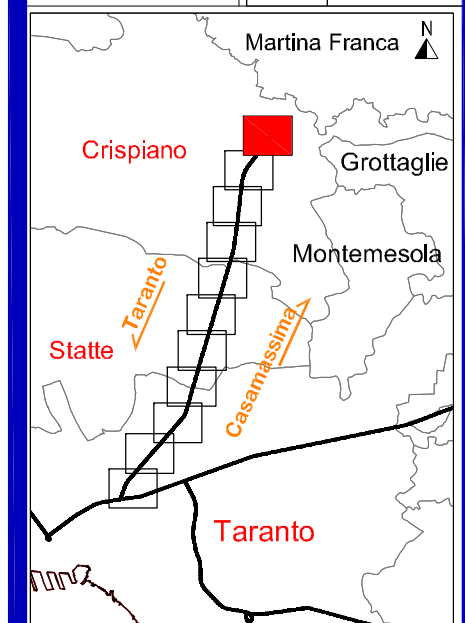 N
Martina Franca
Crispiano
Grottaglie
Montemesola
Taranto
Casamassima
Statte
Taranto